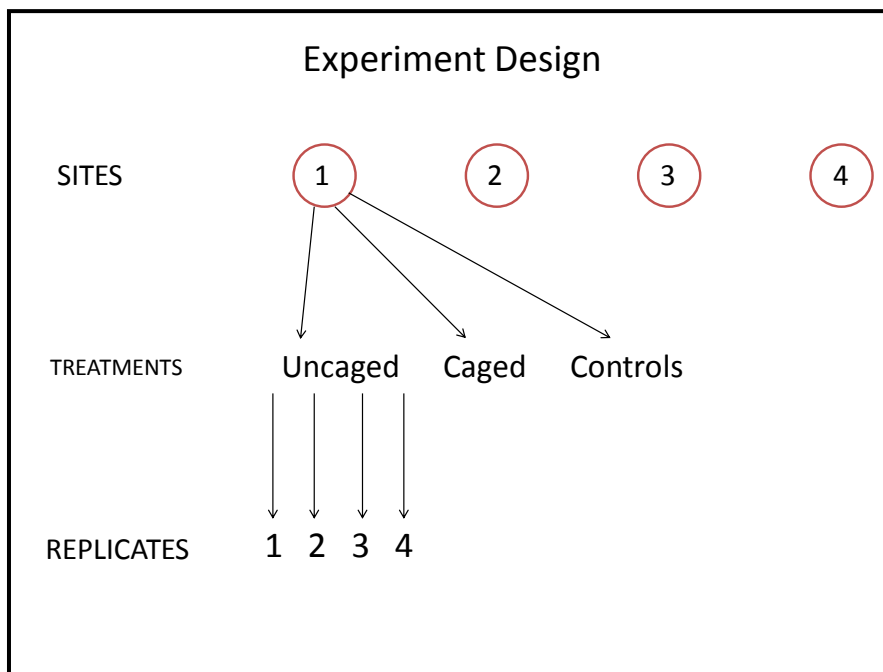 Experiment Design
SITES 1 2 3 4
TREATMENTS Uncaged Caged Controls
REPLICATES 1 2 3 4